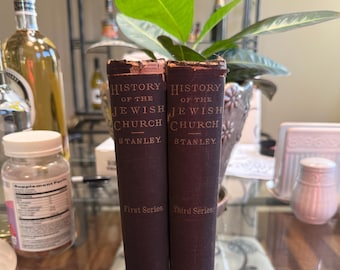 HISTORY
OF THE
JEWISH
CHURCH
STANLEY.
First Series.
HISTORY
OF THE
JEWISH
CHURCH
STANLEY.
Third Series.